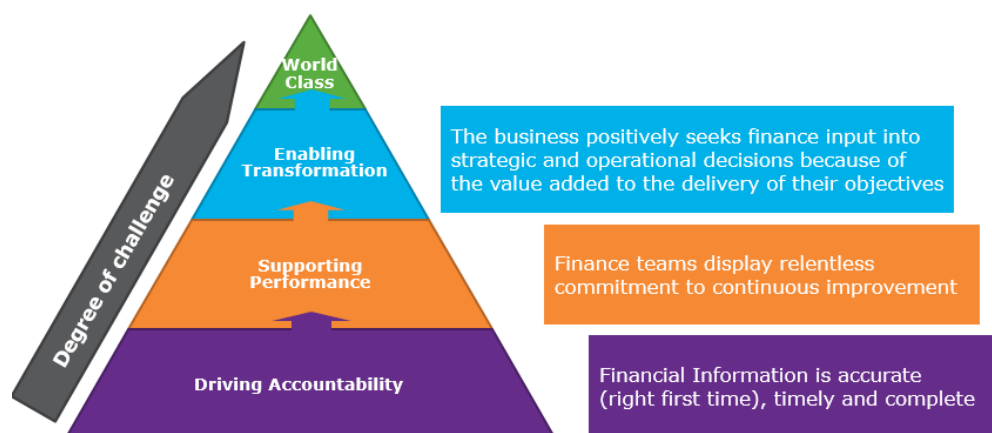 World
Class
Enabling
Transformation
The business positively seeks finance input into
strategic and operational decisions because of
the value added to the delivery of their objectives
Degree of challenge
Supporting
Performance
Finance teams display relentless
commitment to continuous improvement
Driving Accountability
Financial Information is accurate
(right first time), timely and complete